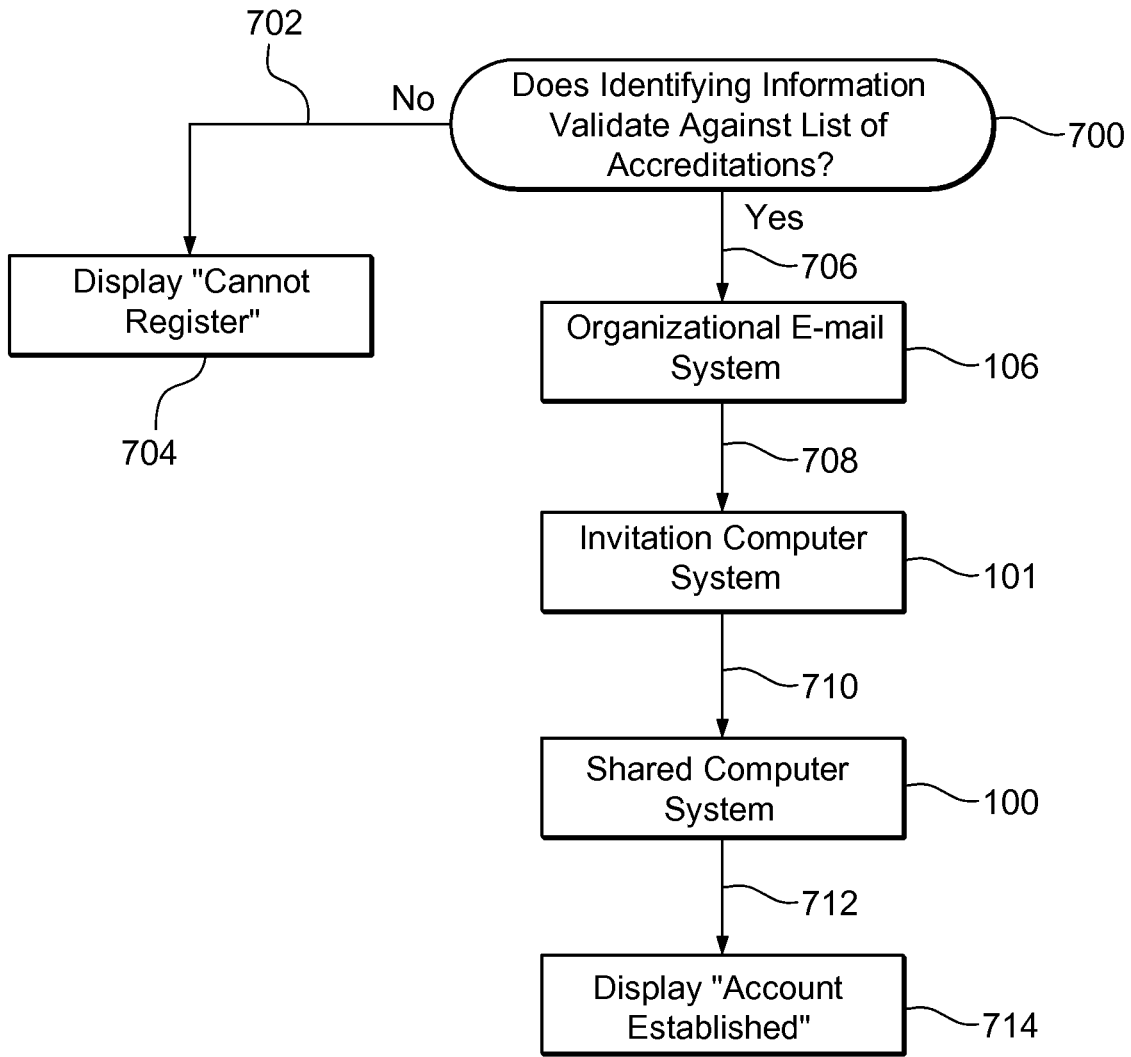 702
No
Does Identifying Information
Validate Against List of
Accreditations?
700
Yes
706
Display "Cannot
Register"
704
Organizational E-mail
System
106
708
Invitation Computer
System
101
710
Shared Computer
System
100
712
Display "Account
Established"
714